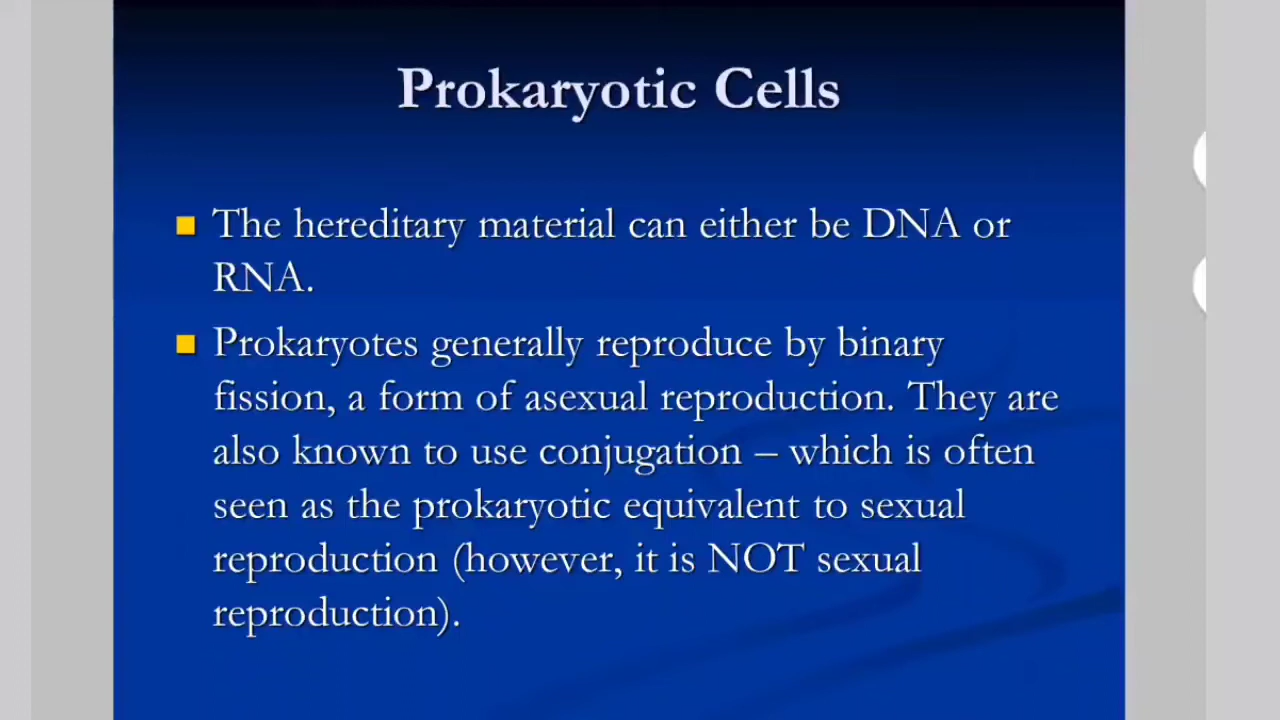 Prokaryotic Cells
The hereditary material can either be DNA or
RNA.
Prokaryotes generally reproduce by binary
fission, a form of asexual reproduction. They are
also known to use conjugation – which is often
seen as the prokaryotic equivalent to sexual
reproduction (however, it is NOT sexual
reproduction).